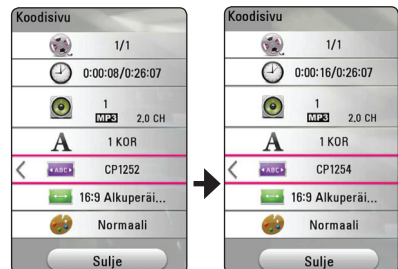 Koodisivu
1/1
0:00:08/0:26:07
1
MP3 2.0 CH
A 1 KOR
ABC CP1252
16:9 Alkuperäi...
Normaali
Sulje
Koodisivu
1/1
0:00:16/0:26:07
1
MP3 2.0 CH
A 1 KOR
ABC CP1254
16:9 Alkuperäi...
Normaali
Sulje